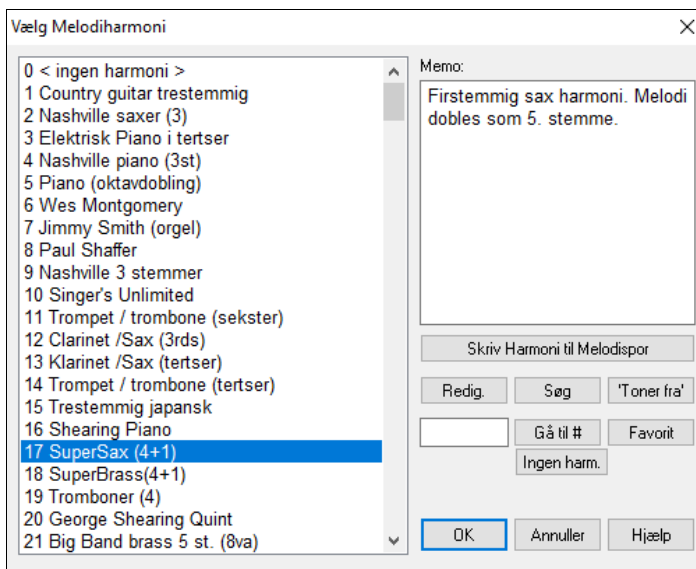 Vælg Melodiharmoni
0 < ingen harmoni >
1 Country guitar trestemmig
2 Nashville saxer (3)
3 Elektrisk Piano i tertser
4 Nashville piano (3st)
5 Piano (oktavdobling)
6 Wes Montgomery
7 Jimmy Smith (orgel)
8 Paul Shaffer
9 Nashville 3 stemmer
10 Singer's Unlimited
11 Trompet / trombone (sekster)
12 Clarinet /Sax (3rds)
13 Klarinet /Sax (tertser)
14 Trompet / trombone (tertser)
15 Trestemmig japansk
16 Shearing Piano
17 SuperSax (4+1)
18 SuperBrass(4+1)
19 Tromboner (4)
20 George Shearing Quint
21 Big Band brass 5 st. (8va)
Memo:
Firstemmig sax harmoni. Melodi
dobles som 5. stemme.
Skriv Harmoni til Melodispor
Redig. Søg 'Toner fra'
Gå til # Favorit
Ingen harm.
OK Annuller Hjælp